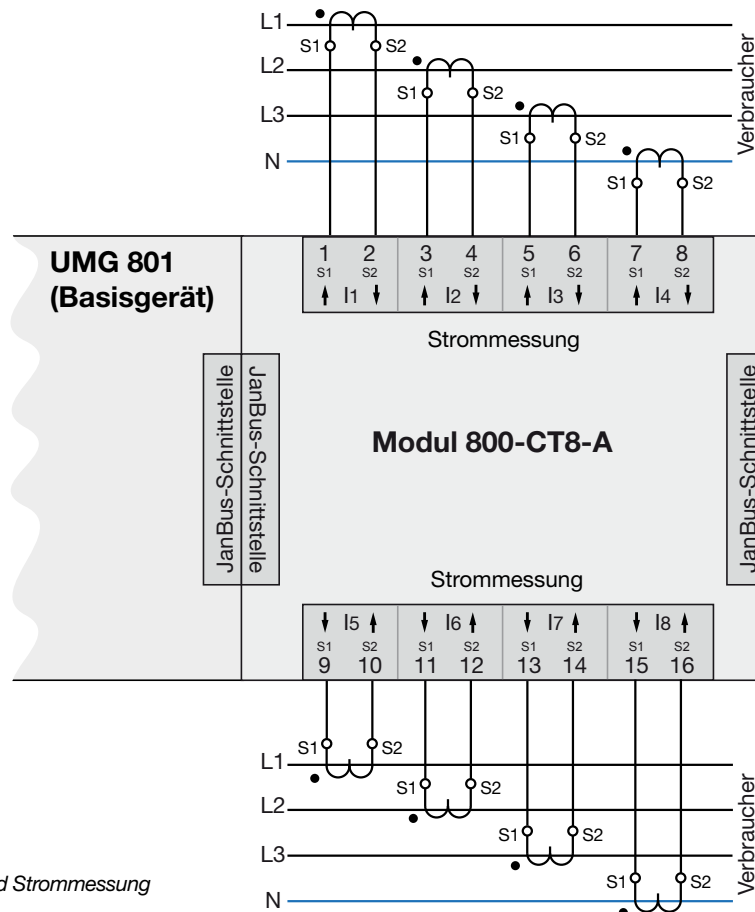 L1
S1 S2
L2
S1 S2
L3
S1 S2
N
S1 S2
Verbraucher
UMG 801
(Basisgerät)
1 2 3 4 5 6 7 8
S1 S2 S1 S2 S1 S2 S1 S2
I1 I2 I3 I4
Strommessung
JanBus-Schnittstelle
JanBus-Schnittstelle
Modul 800-CT8-A
JanBus-Schnittstelle
Strommessung
I5 I6 I7 I8
S1 S2 S1 S2 S1 S2 S1 S2
9 10 11 12 13 14 15 16
S1 S2
L1
S1 S2
L2
S1 S2
L3
S1 S2
N
Verbraucher
d Strommessung